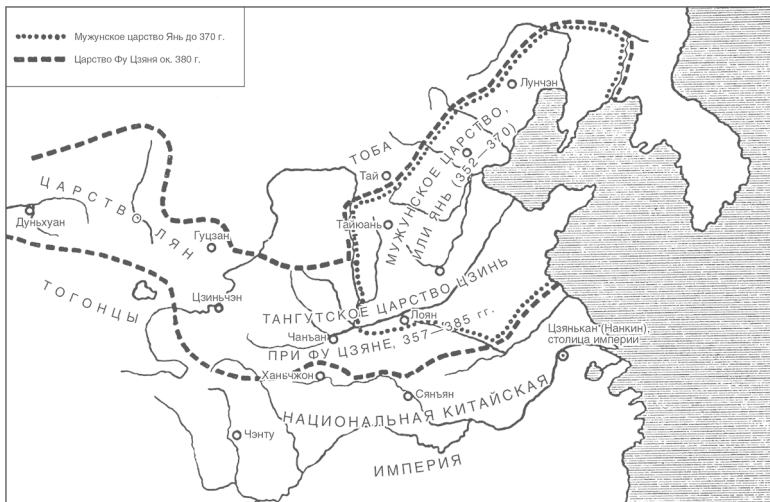 Мужунское царство Янь до 370 г.
Царство Фу Цзяня ок. 380 г.
Лунчэн
ТОБА
Тай
МУЖУНСКОЕ ЦАРСТВО,
ИЛИ ЯНЬ (352—370)
ЦАРСТВО ЛЯН
Дуньхуан
Гуцзан
Тайюань
ТОГОНЦЫ
Цзиньчэн
ТАНГУТСКОЕ ЦАРСТВО ЦЗИНЬ
Лоян
Чанъан
ПРИ ФУ ЦЗЯНЕ, 357—385 гг.
Цзянькан (Нанкин),
столица империи
Ханьчжон
Сянъян
НАЦИОНАЛЬНАЯ КИТАЙСКАЯ
Чэнту
ИМПЕРИЯ